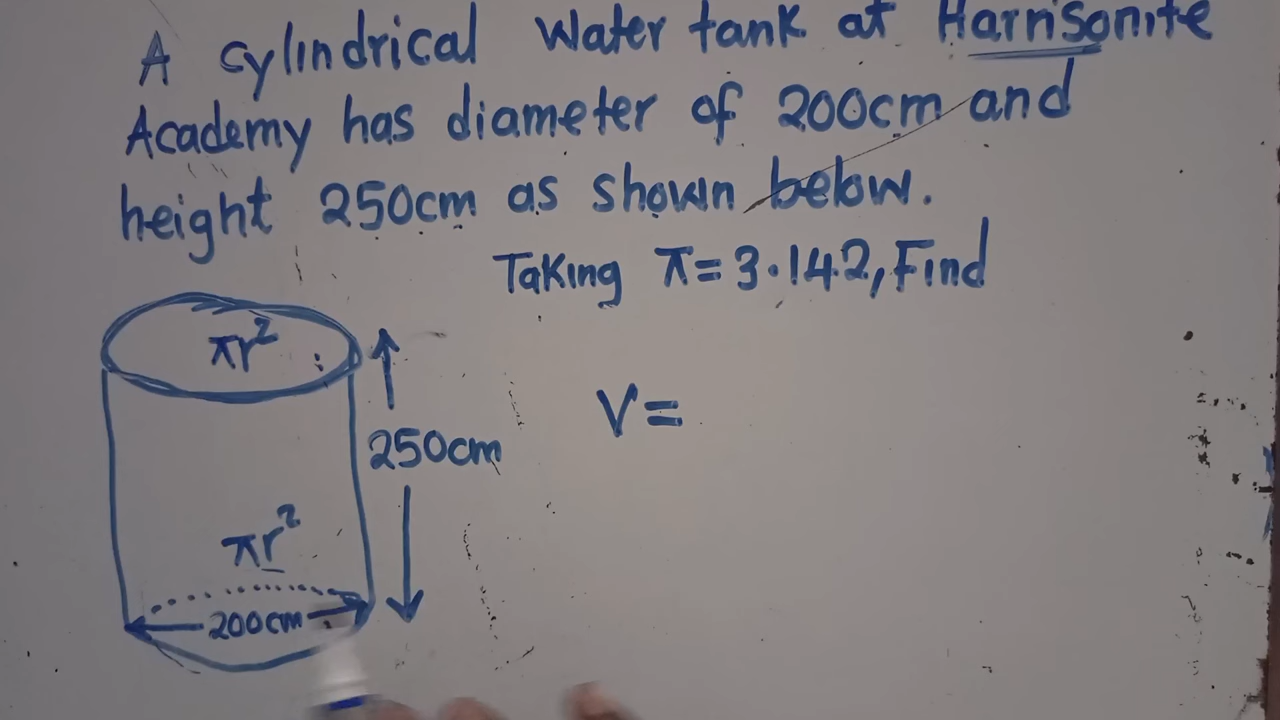 A cylindrical Water tank at Harrisonite
Academy has diameter of 200cm and
height 250cm as shown below.
Taking π=3.142, Find
πr²
V=
250cm
πr²
200cm